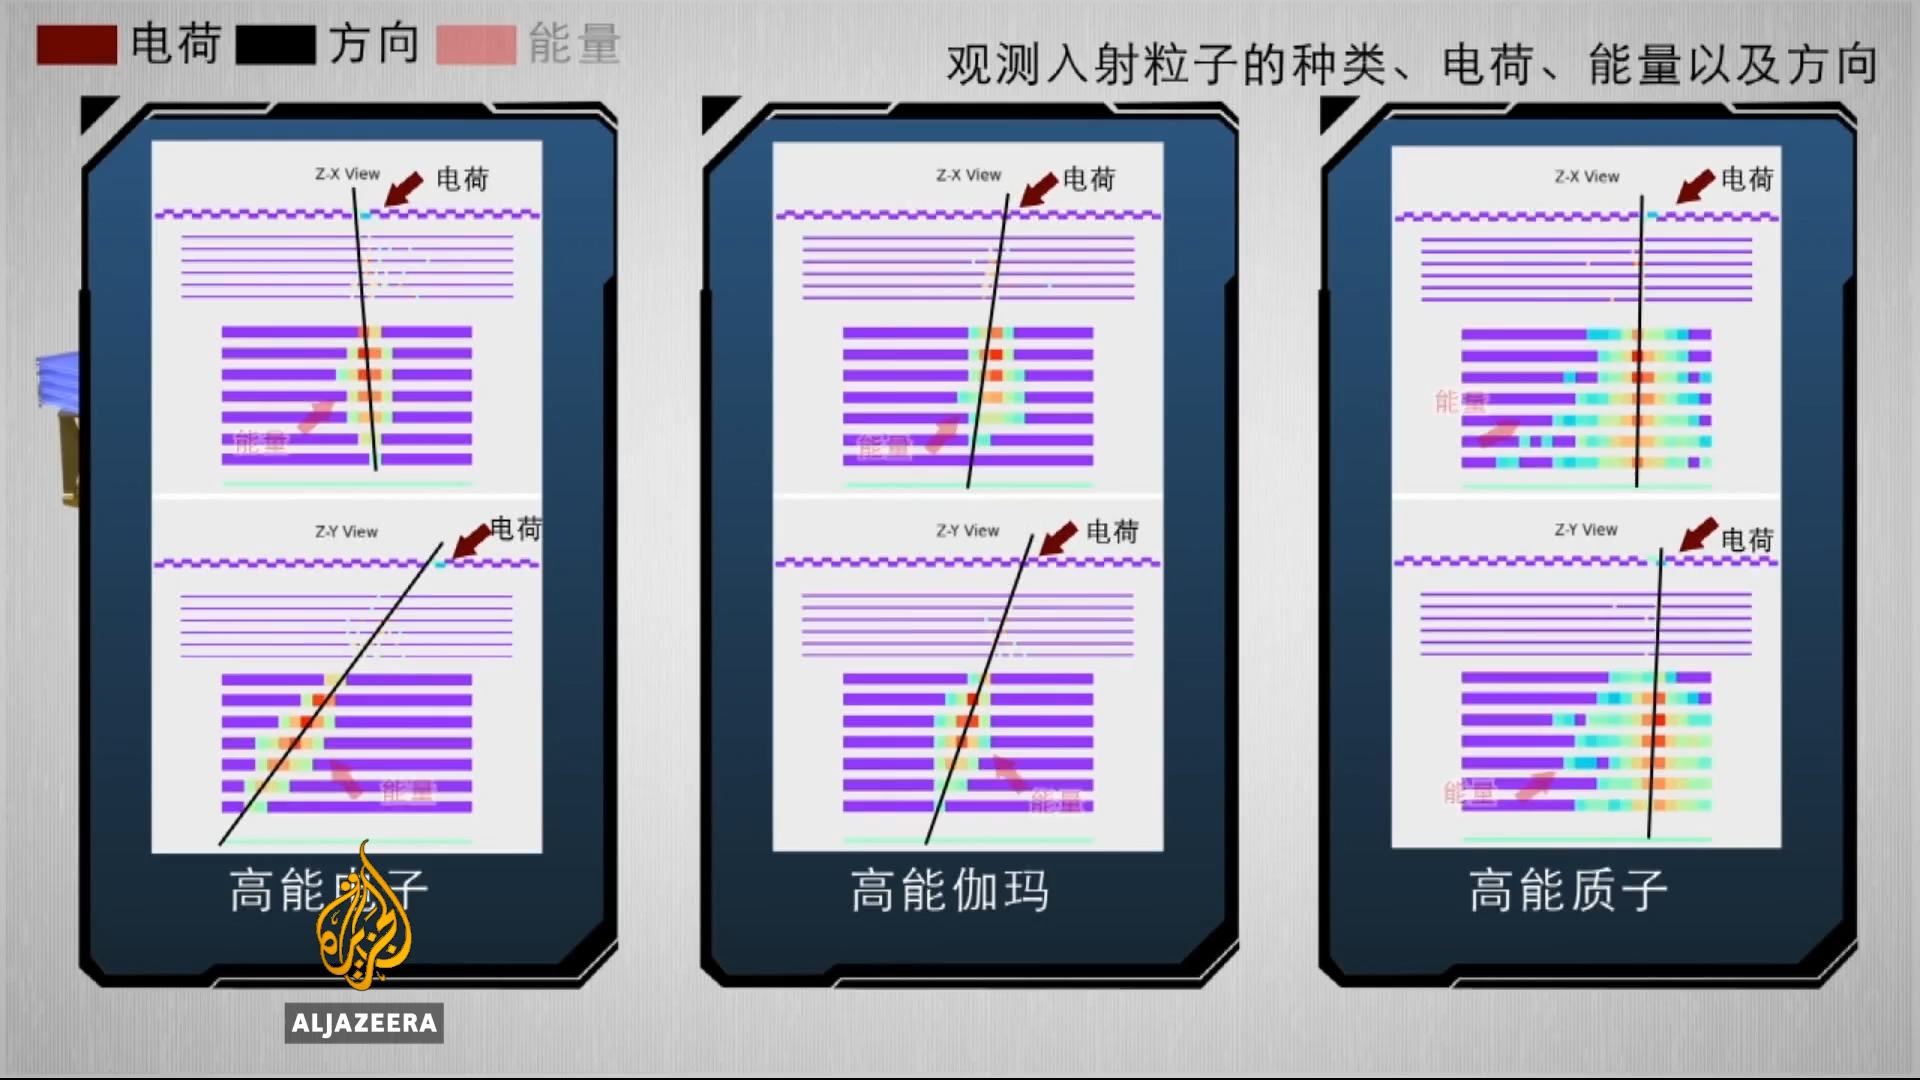 电荷 方向 能量
观测入射粒子的种类、电荷、能量以及方向
Z-X View
电荷
能量
Z-Y View
电荷
能量
高能电子
Z-X View
电荷
能量
Z-Y View
电荷
能量
高能伽玛
Z-X View
电荷
能量
Z-Y View
电荷
能量
高能质子
الجزيرة
ALJAZEERA